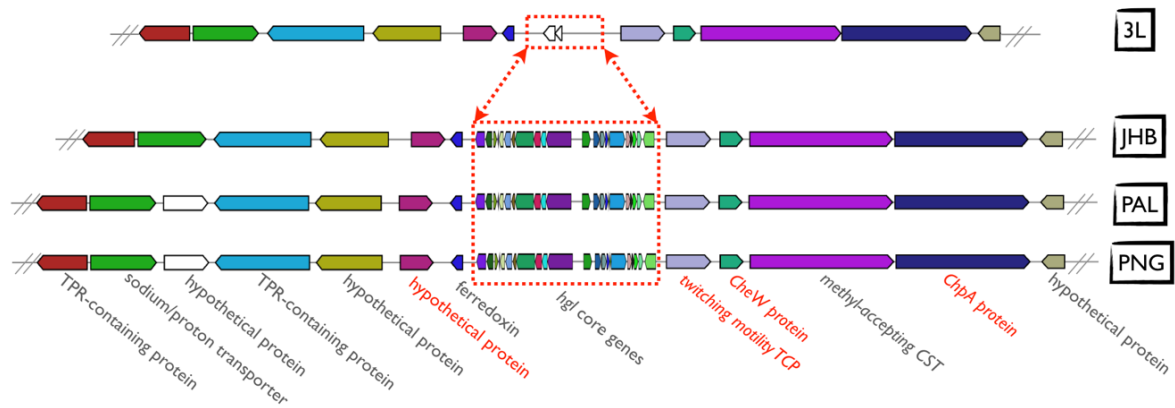 3L
JHB
PAL
PNG
TPR-containing protein
sodium/proton transporter
hypothetical protein
TPR-containing protein
hypothetical protein
hypothetical protein
ferredoxin
hgl core genes
twitching motility TCP
CheW protein
methyl-accepting CST
ChpA protein
hypothetical protein